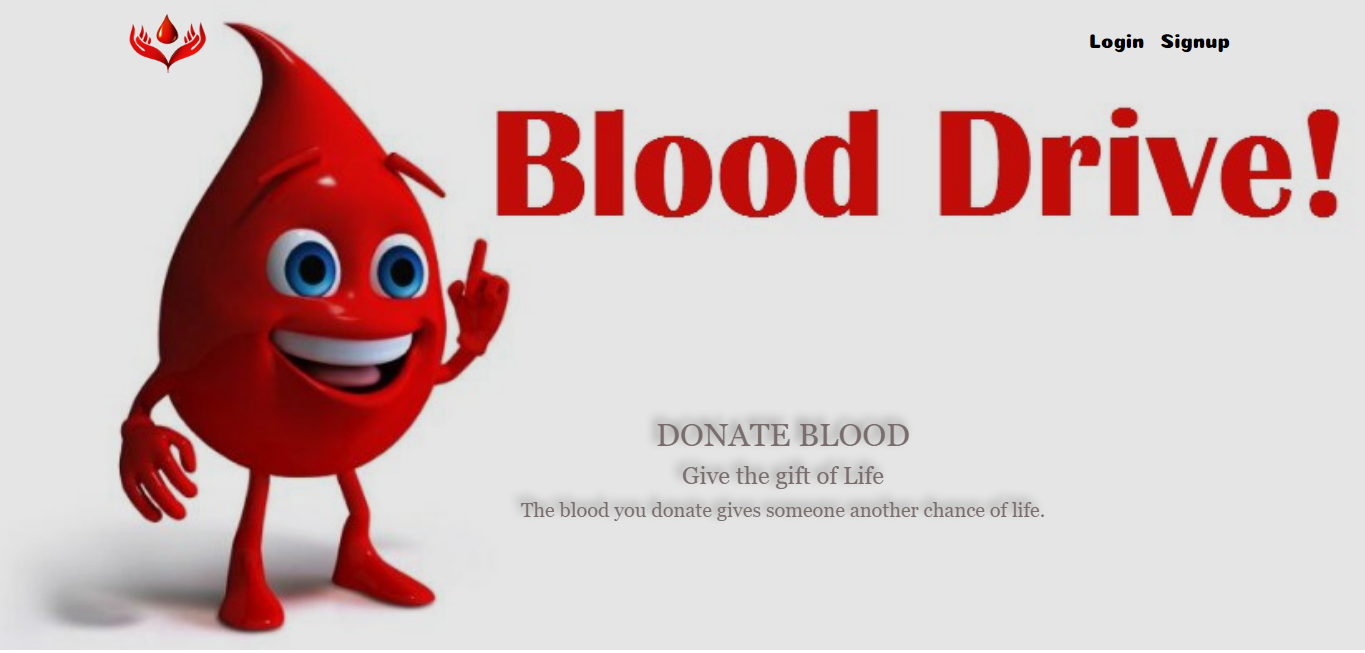 Login Signup
Blood Drive!
DONATE BLOOD
Give the gift of Life
The blood you donate gives someone another chance of life.